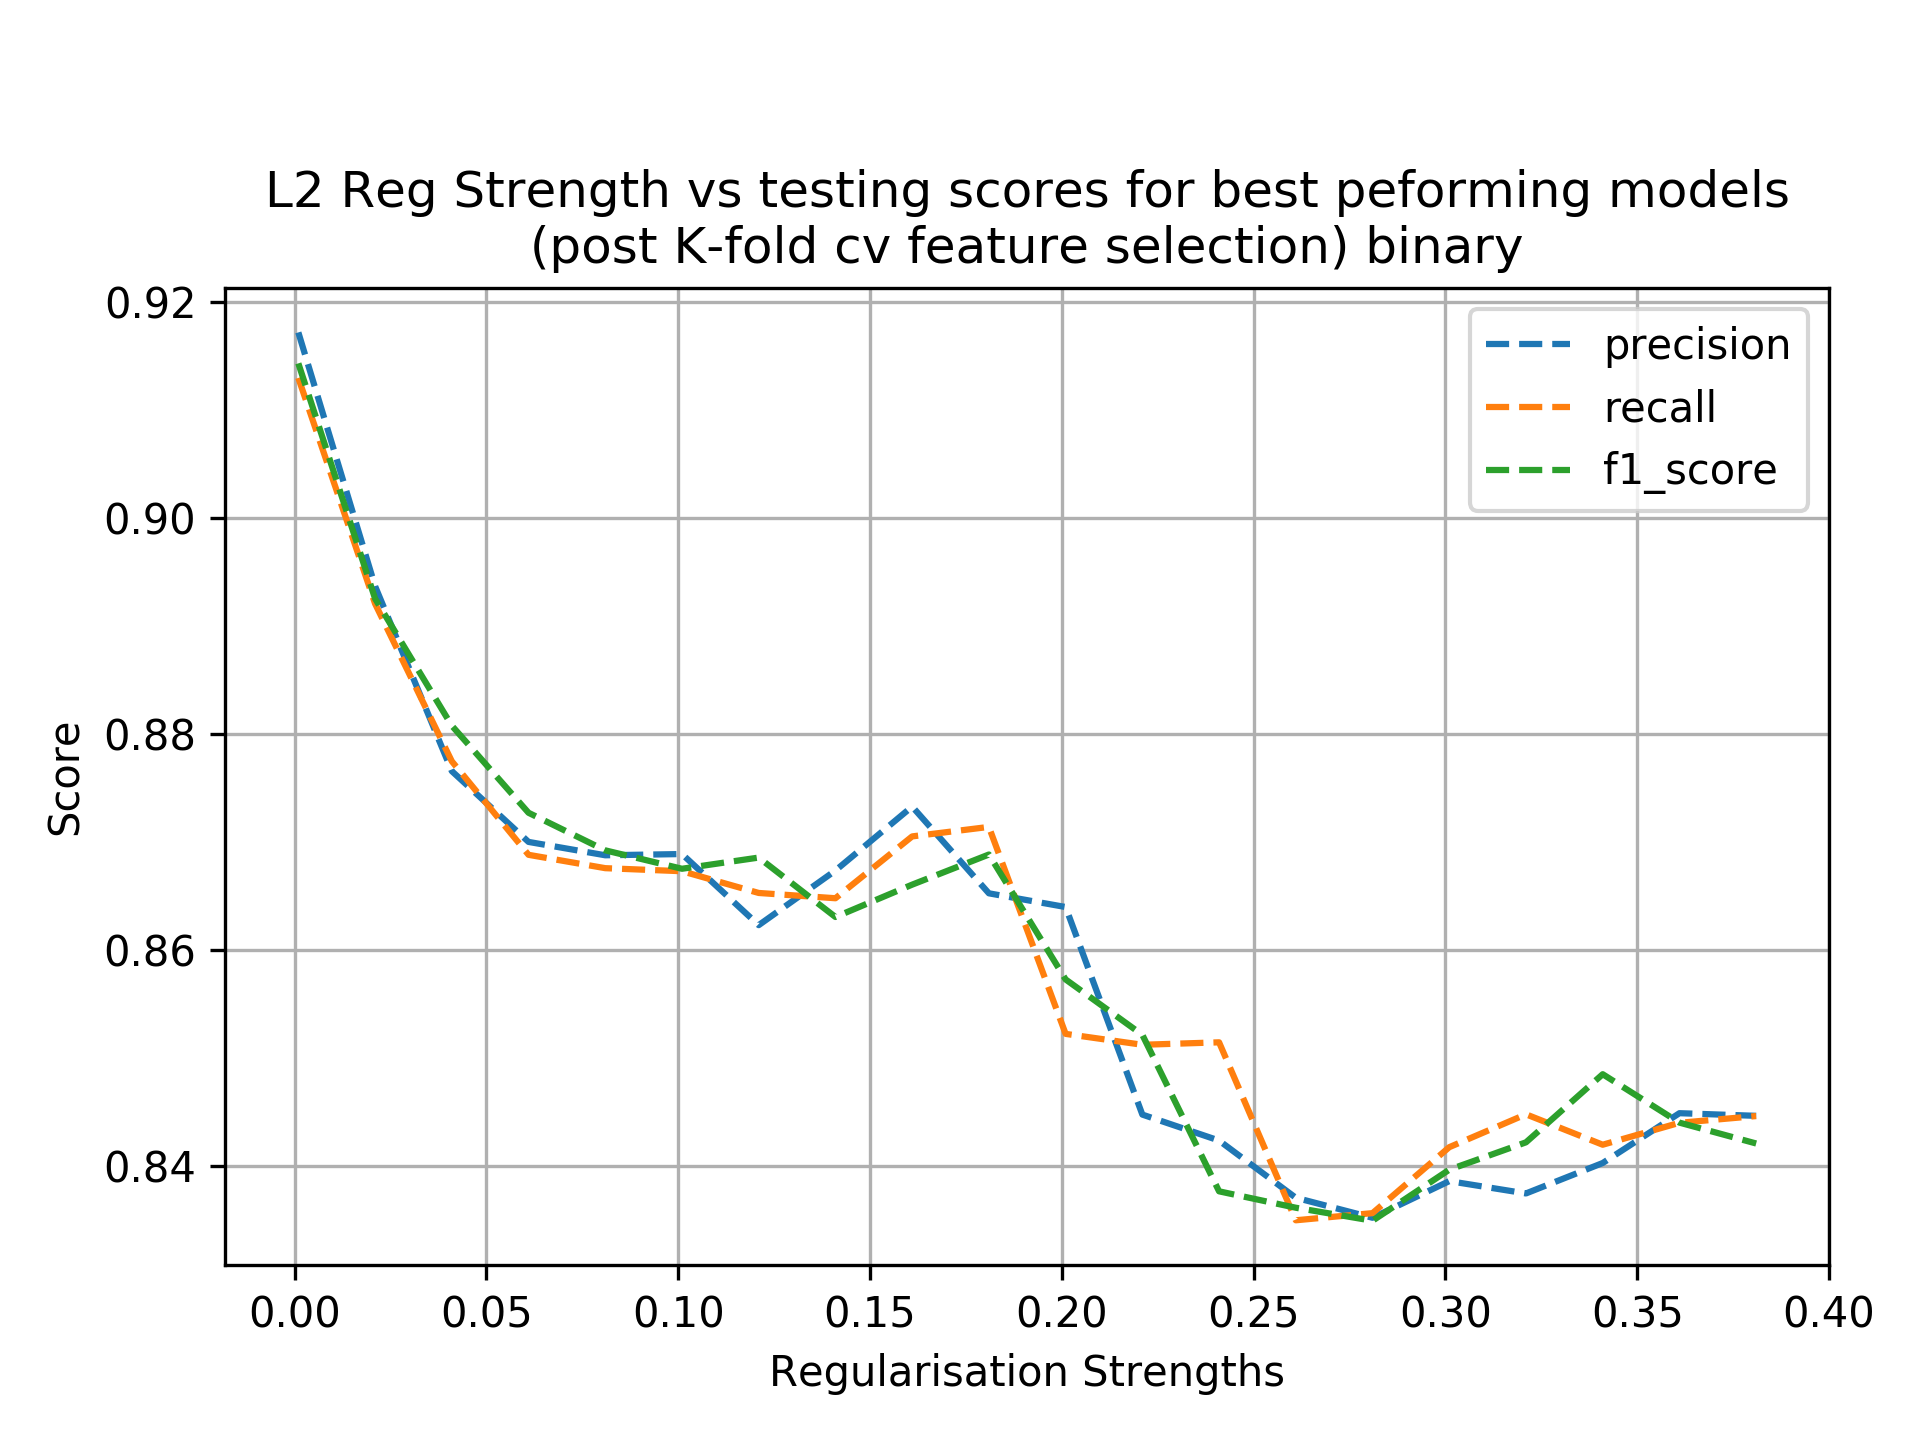 L2 Reg Strength vs testing scores for best peforming models
(post K-fold cv feature selection) binary
precision
recall
f1_score
0.92
0.90
0.88
0.86
0.84
Score
0.00 0.05 0.10 0.15 0.20 0.25 0.30 0.35 0.40
Regularisation Strengths